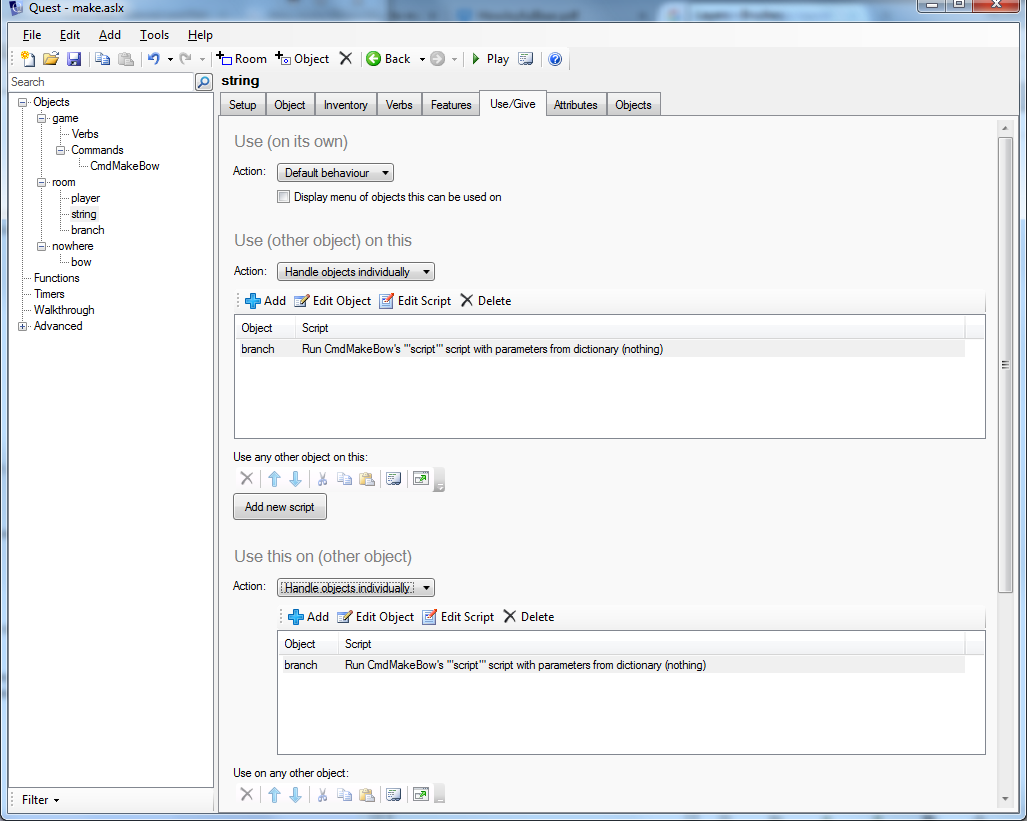 Quest - make.aslx
File Edit Add Tools Help
Room Object Back Play
Search
string
Objects
game
Verbs
Commands
CmdMakeBow
room
player
string
branch
nowhere
bow
Functions
Timers
Walkthrough
Advanced
Filter
Setup Object Inventory Verbs Features Use/Give Attributes Objects
Use (on its own)
Action: Default behaviour
Display menu of objects this can be used on
Use (other object) on this
Action: Handle objects individually
Add Edit Object Edit Script Delete
Object Script
branch Run CmdMakeBow's "'script'" script with parameters from dictionary (nothing)
Use any other object on this:
Add new script
Use this on (other object)
Action: Handle objects individually
Add Edit Object Edit Script Delete
Object Script
branch Run CmdMakeBow's "'script'" script with parameters from dictionary (nothing)
Use on any other object: